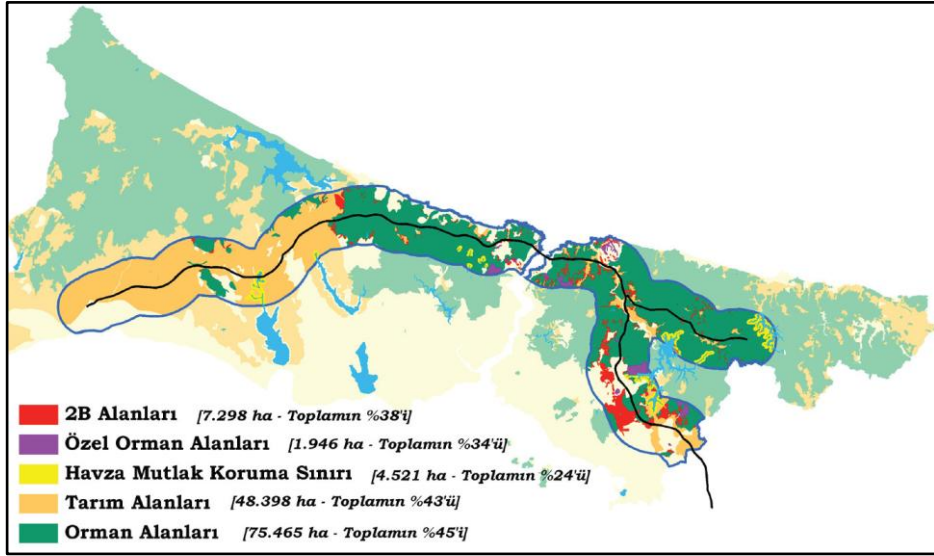 2B Alanları [7.298 ha - Toplamın %38'i]
Özel Orman Alanları [1.946 ha - Toplamın %34'ü]
Havza Mutlak Koruma Sınırı [4.521 ha - Toplamın %24'ü]
Tarım Alanları [48.398 ha - Toplamın %43'ü]
Orman Alanları [75.465 ha - Toplamın %45'i]